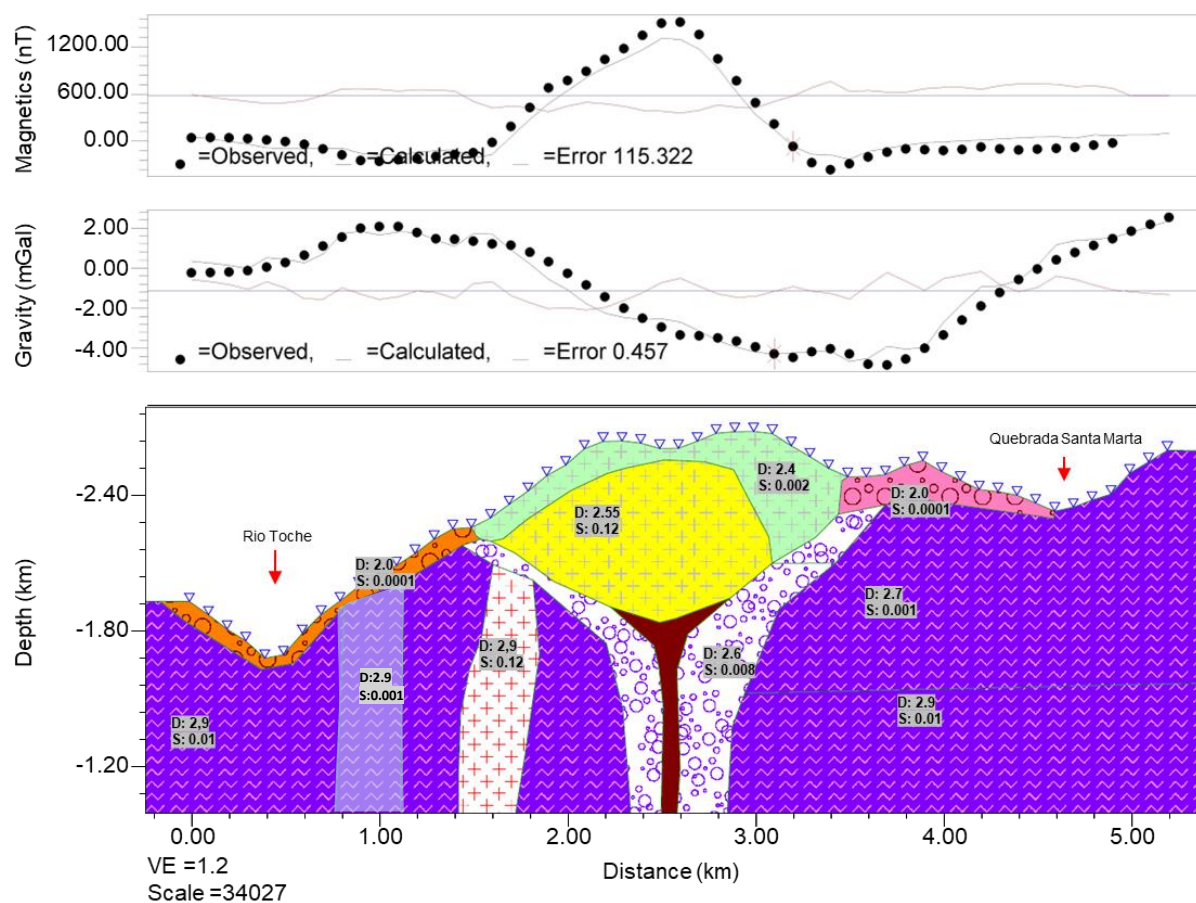 Magnetics (nT)
1200.00
600.00
0.00
=Observed, =Calculated, =Error 115.322
Gravity (mGal)
2.00
0.00
-2.00
-4.00
=Observed, =Calculated, =Error 0.457
Depth (km)
-2.40
-1.80
-1.20
Rio Toche
Quebrada Santa Marta
D: 2.4
S: 0.002
D: 2.0
S: 0.0001
D: 2.55
S: 0.12
D: 2.0
S: 0.0001
D: 2.7
S: 0.001
D: 2,9
S: 0.12
D: 2.6
S: 0.008
D:2.9
S:0.001
D: 2.9
S: 0.01
D: 2,9
S: 0.01
0.00 1.00 2.00 3.00 4.00 5.00
Distance (km)
VE =1.2
Scale =34027